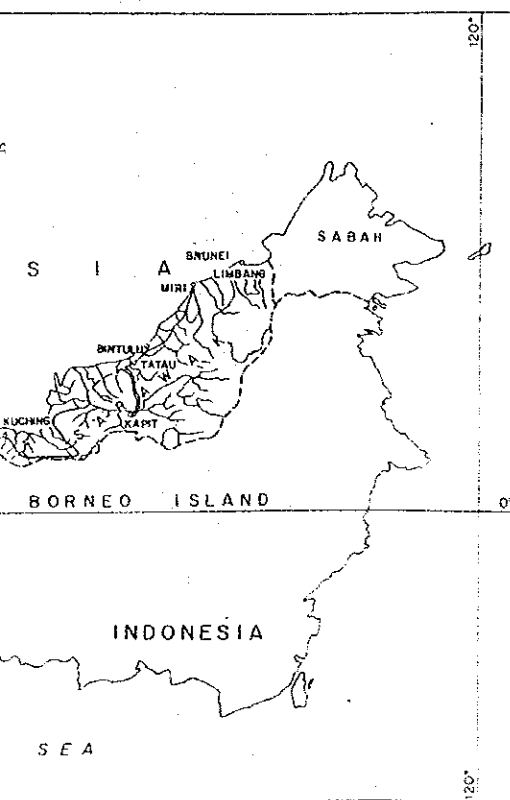 120°
SABAH
BRUNEI
S I A
LIMBANG
MIRI
BINTULU
TATAU
KUCHING
KAPIT
BORNEO ISLAND
0°
INDONESIA
SEA
120°